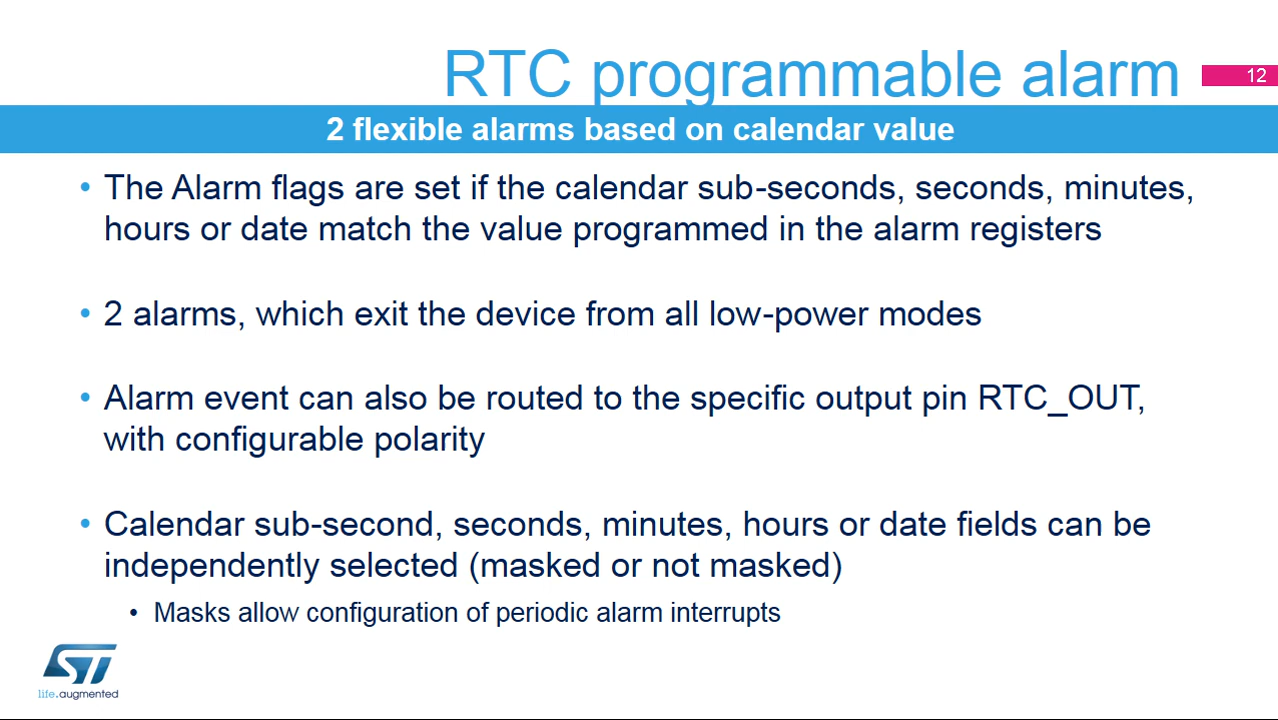 RTC programmable alarm
12
2 flexible alarms based on calendar value
• The Alarm flags are set if the calendar sub-seconds, seconds, minutes,
hours or date match the value programmed in the alarm registers
• 2 alarms, which exit the device from all low-power modes
• Alarm event can also be routed to the specific output pin RTC_OUT,
with configurable polarity
• Calendar sub-second, seconds, minutes, hours or date fields can be
independently selected (masked or not masked)
• Masks allow configuration of periodic alarm interrupts
ST
life.augmented